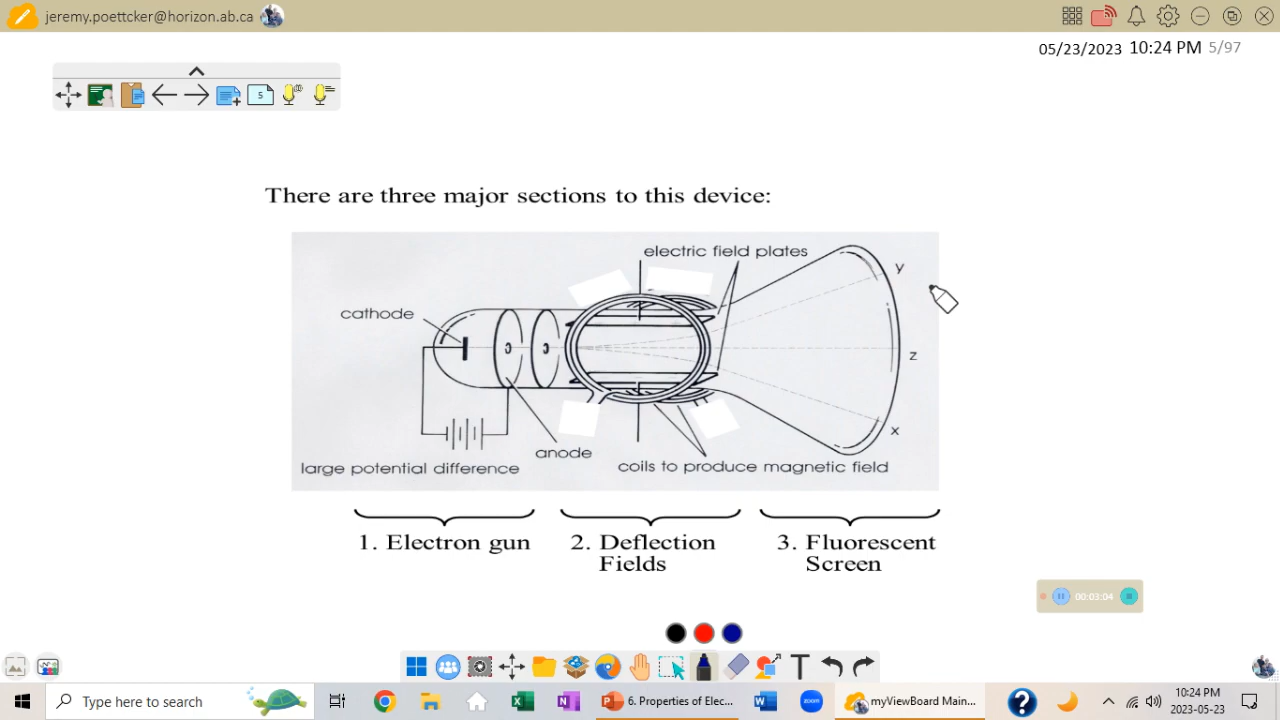 jeremy.poettcker@horizon.ab.ca
05/23/2023 10:24 PM 5/97
5
There are three major sections to this device:
electric field plates
y
cathode
z
x
anode
large potential difference
coils to produce magnetic field
1. Electron gun
2. Deflection
Fields
3. Fluorescent
Screen
00:03:04
T
Type here to search
6. Properties of Elec...
zoom
myViewBoard Main...
10:24 PM
2023-05-23